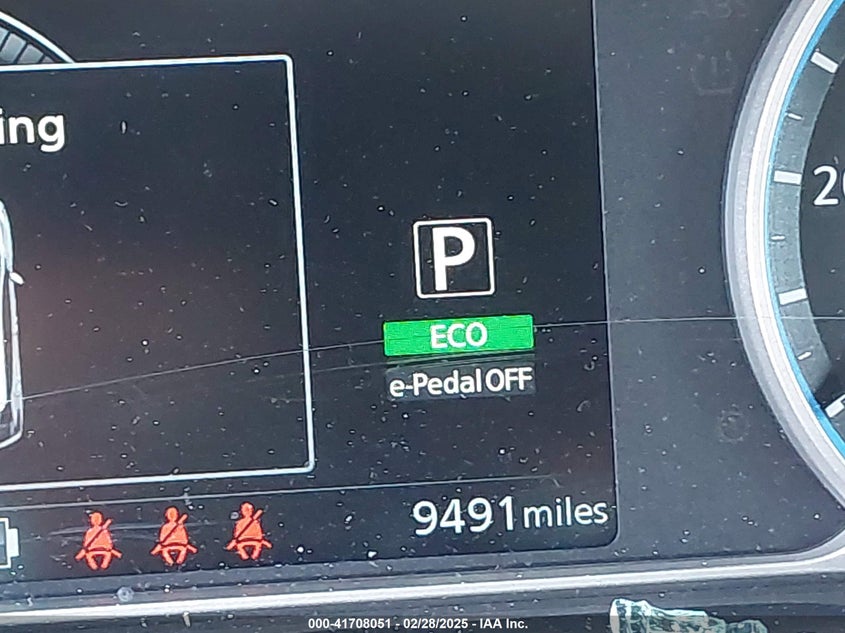 ing
P
ECO
e-Pedal OFF
9491 miles
000-41708051 - 02/28/2025 - IAA Inc.